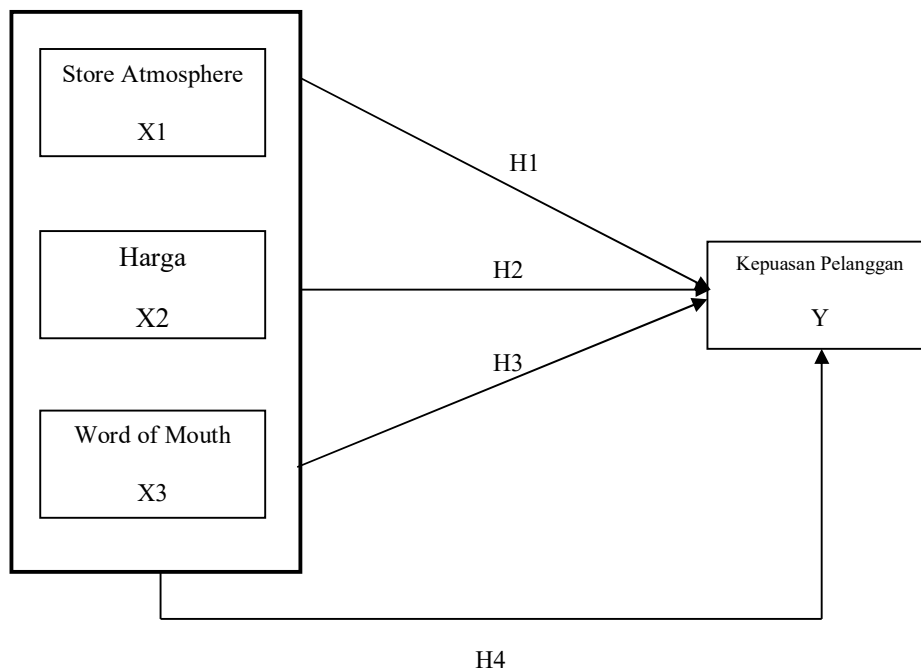 Store Atmosphere
X1
Harga
X2
Word of Mouth
X3
H1
H2
H3
Kepuasan Pelanggan
Y
H4